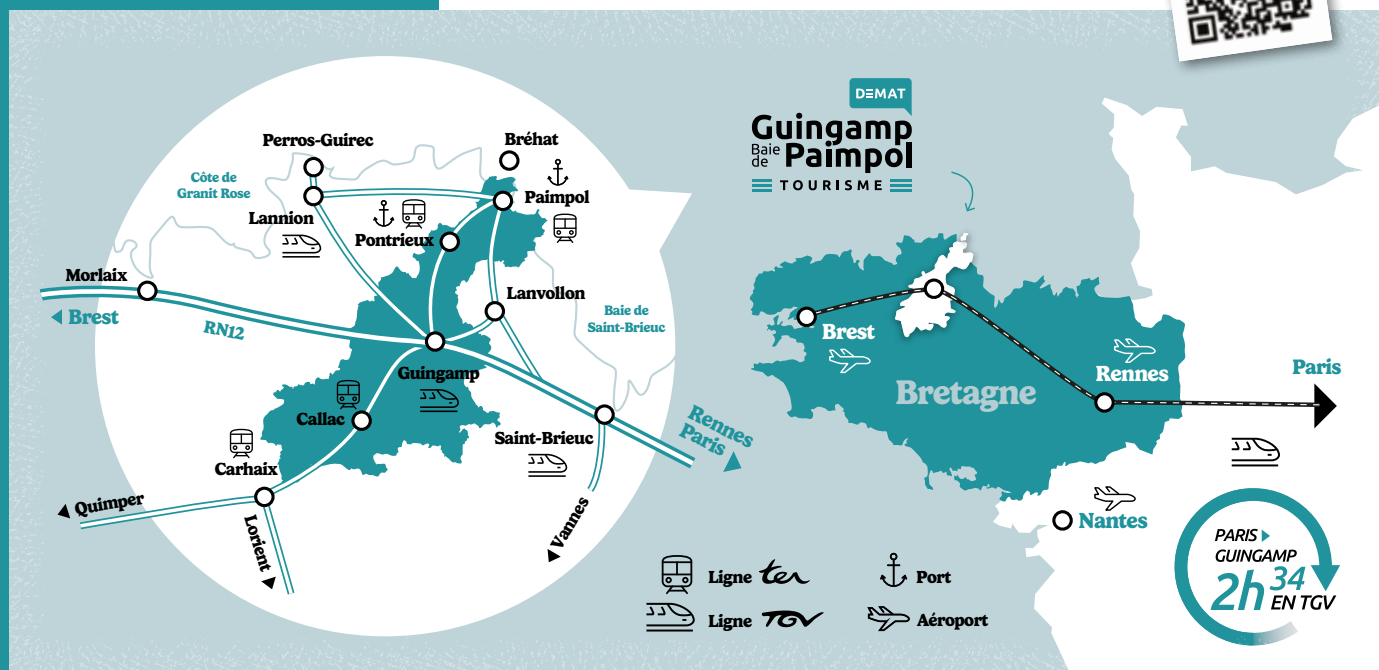 Perros-Guirec
Bréhat
Côte de
Granit Rose
Paimpol
Lannion
Pontrieux
Morlaix
Lanvollon
Brest
RN12
Baie de
Saint-Brieuc
Guingamp
Callac
Saint-Brieuc
Rennes
Paris
Carhaix
Quimper
Lorient
Vannes
DEMAT
Guingamp
Baie
de Paimpol
TOURISME
Brest
Bretagne
Rennes
Paris
Nantes
PARIS
GUINGAMP
2h34
EN TGV
Ligne ter
Port
Ligne TGV
Aéroport